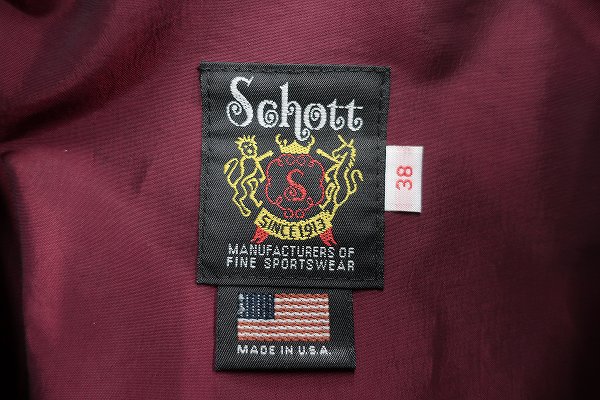 Schott
S
SINCE 1913
MANUFACTURERS OF
FINE SPORTSWEAR
38
MADE IN U.S.A.